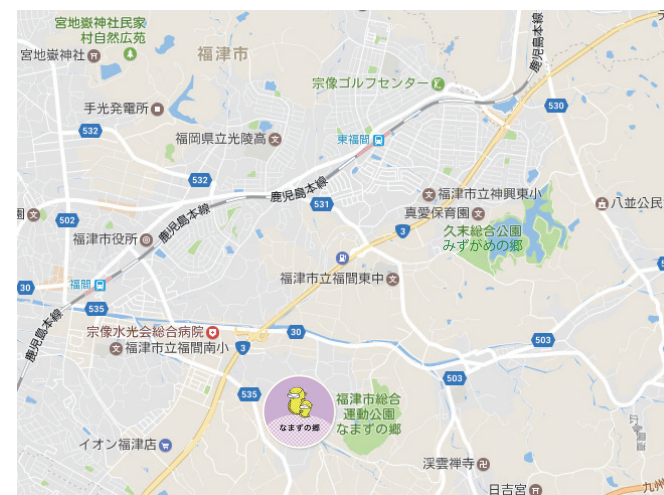 宮地嶽神社民家
村自然広苑
宮地嶽神社
福津市
宗像ゴルフセンター
鹿児島本線
手光発電所
530
532
福岡県立光陵高
東福間
532
鹿児島本線
福津市立神興東小
531
真愛保育園
八並公民
園
502
鹿児島本線
3
久末総合公園
みずがめの郷
福津市役所
福間
福津市立福間東中
30
535
鹿児島本線
宗像水光会総合病院
30
503
福津市立福間南小
3
503
535
福津市総合
運動公園
なまずの郷
なまずの郷
イオン福津店
渓雲禅寺
日吉宮
九州